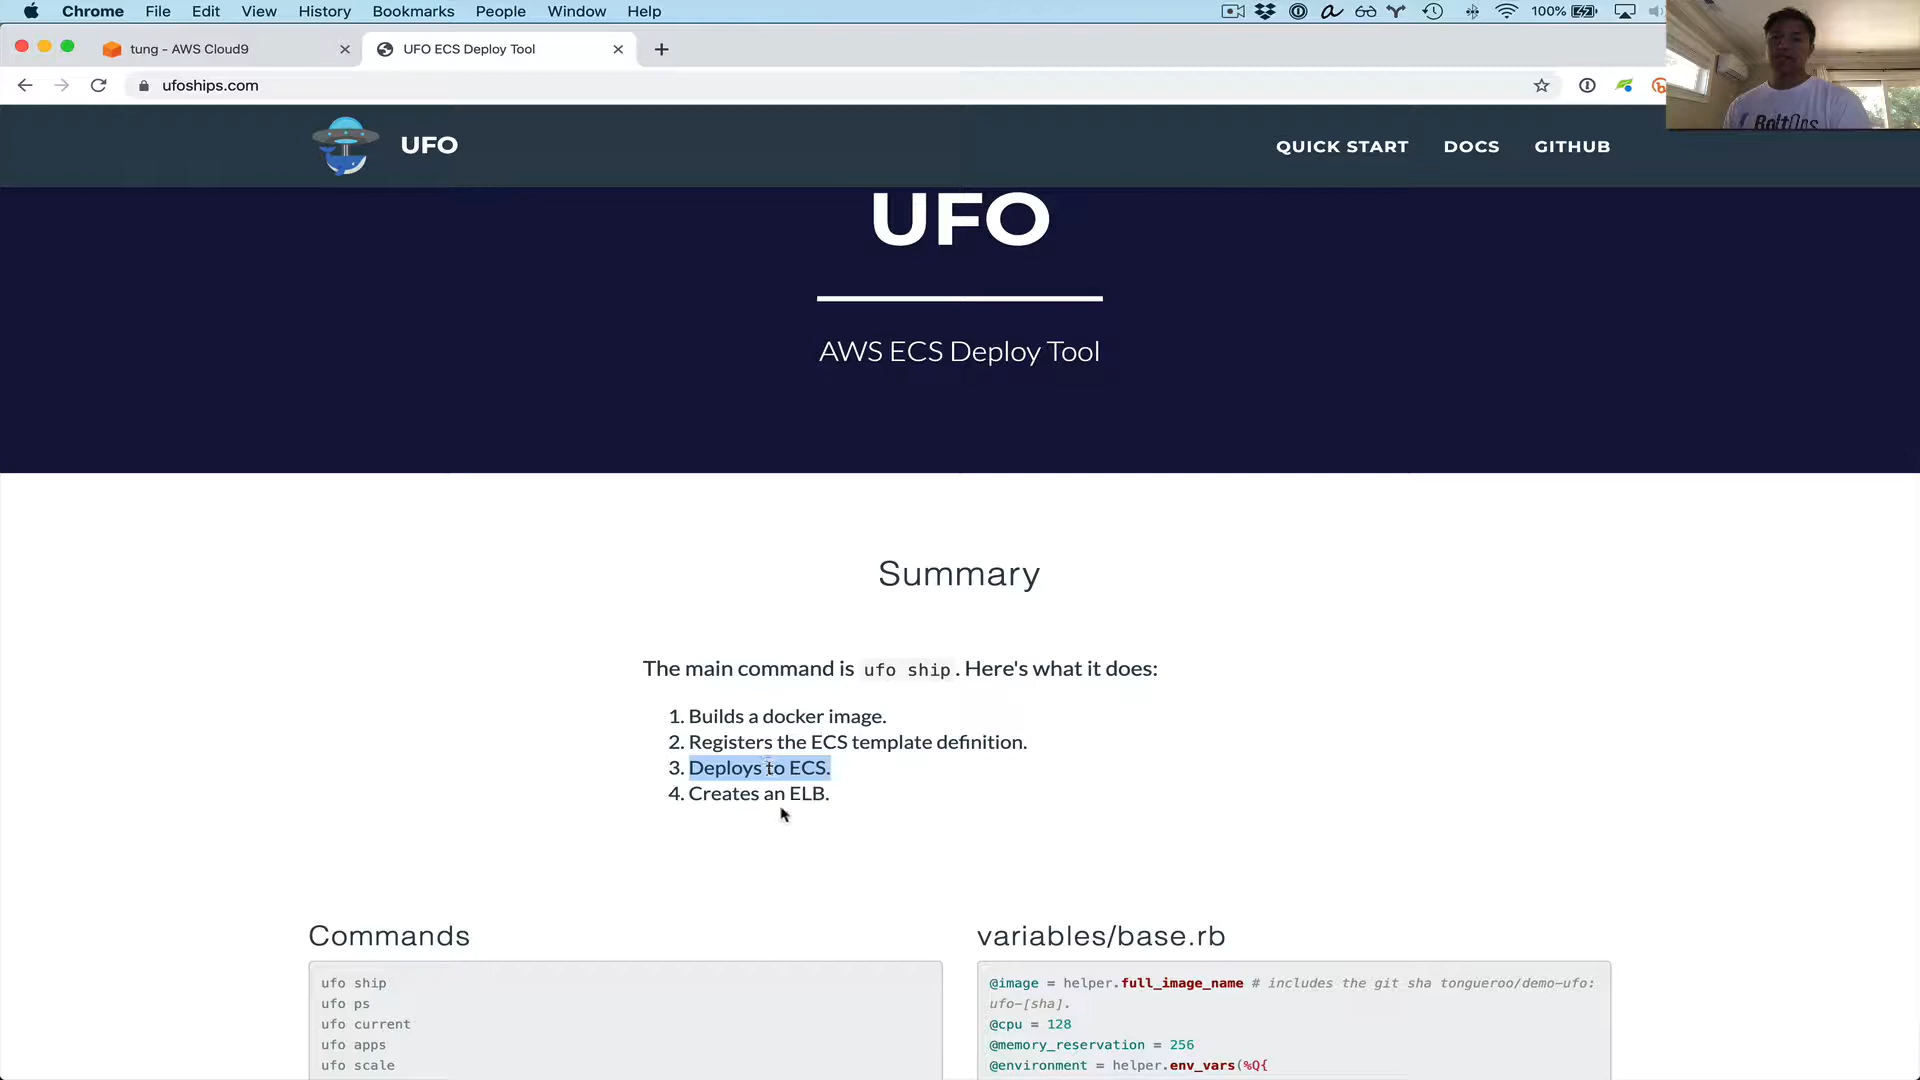 Chrome File Edit View History Bookmarks People Window Help 100%
tung - AWS Cloud9
UFO ECS Deploy Tool
ufoships.com
UFO
QUICK START DOCS GITHUB
BoltOps
UFO
AWS ECS Deploy Tool
Summary
The main command is ufo ship. Here's what it does:
1. Builds a docker image.
2. Registers the ECS template definition.
3. Deploys to ECS.
4. Creates an ELB.
Commands
ufo ship
ufo ps
ufo current
ufo apps
ufo scale
variables/base.rb
@image = helper.full_image_name # includes the git sha tongueroo/demo-ufo:
ufo-[sha].
@cpu = 128
@memory_reservation = 256
@environment = helper.env_vars(%Q{